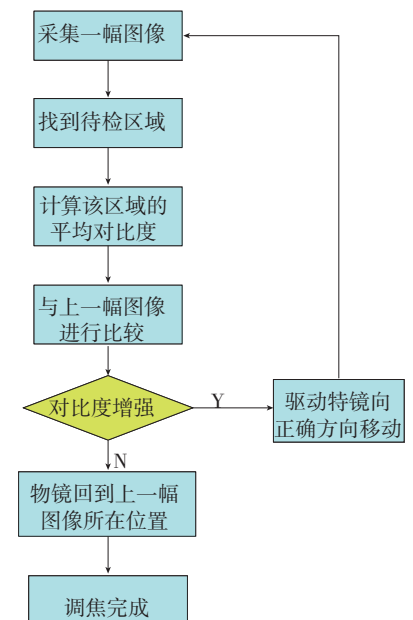 采集一幅图像
找到待检区域
计算该区域的
平均对比度
与上一幅图像
进行比较
对比度增强
Y
驱动特镜向
正确方向移动
N
物镜回到上一幅
图像所在位置
调焦完成